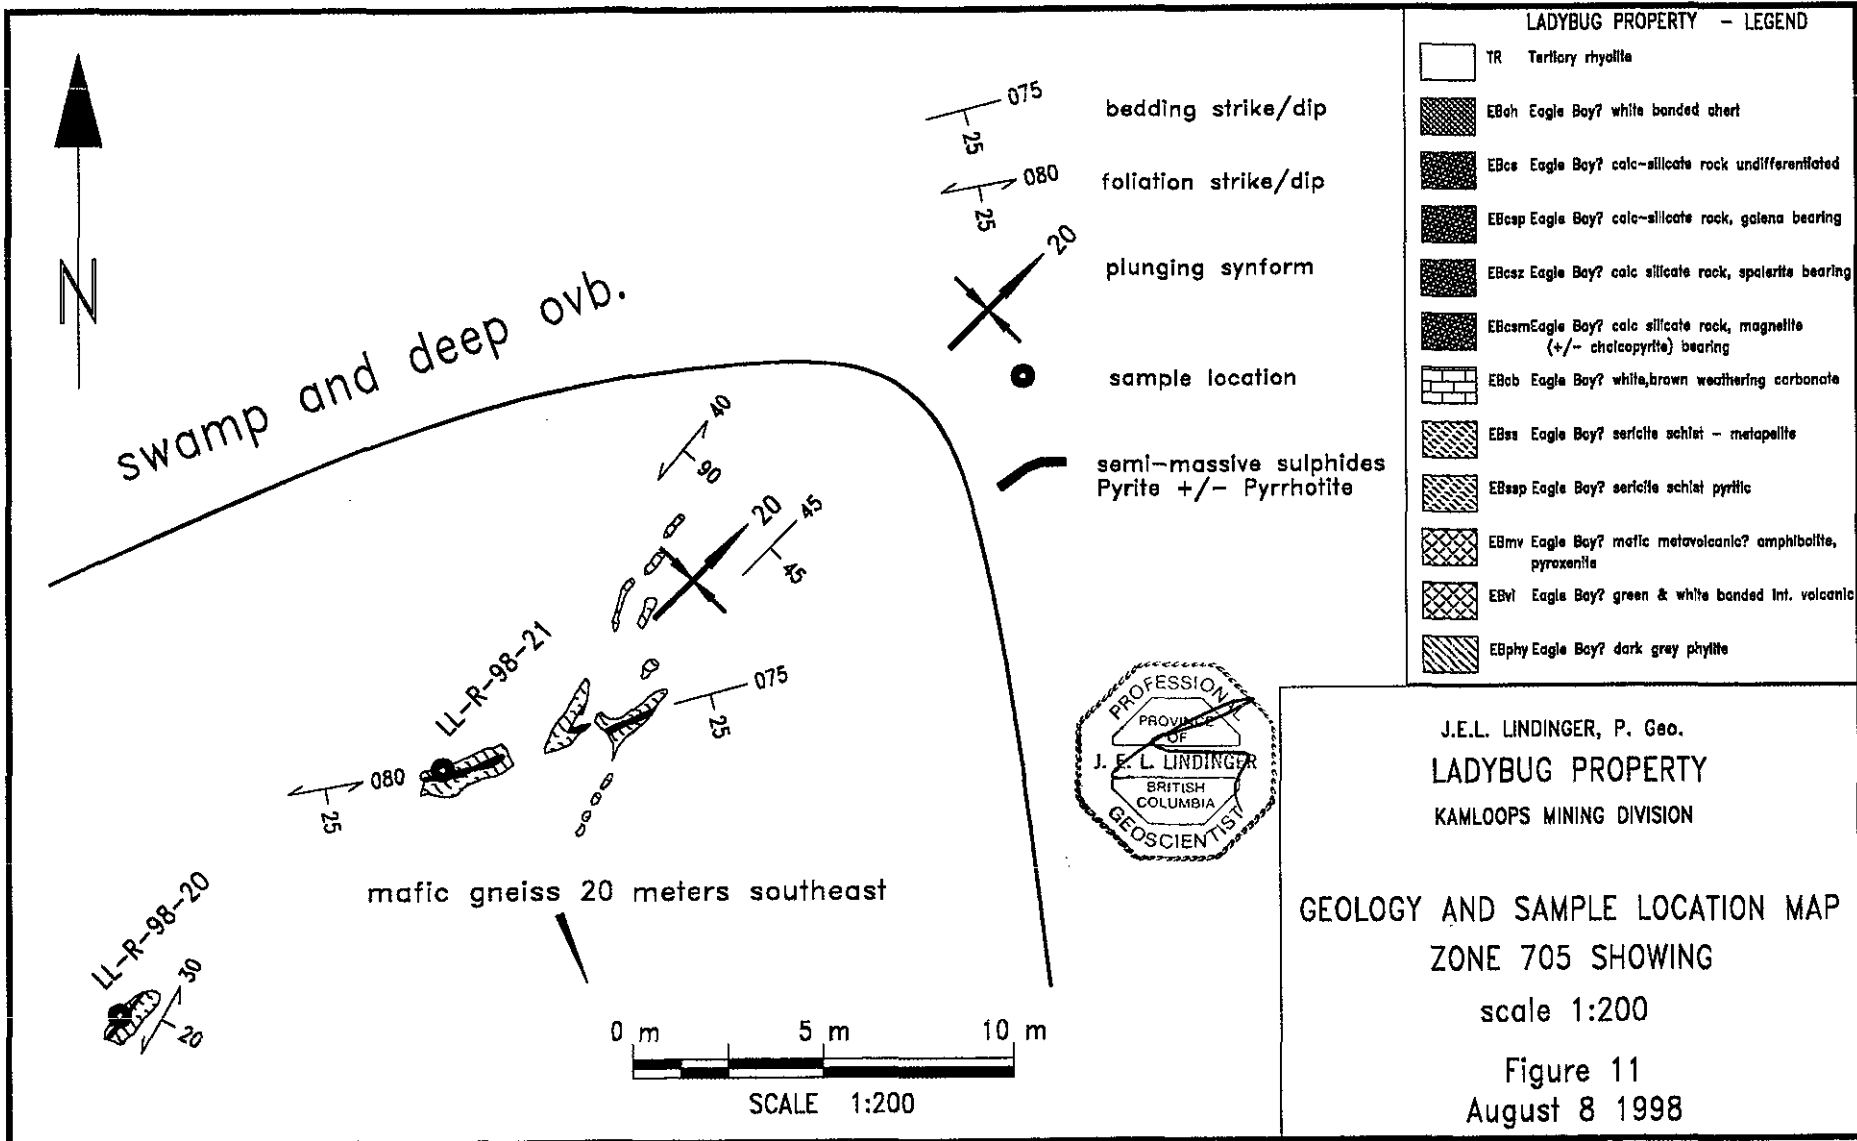 N
swamp and deep ovb.
075
25
bedding strike/dip
080
25
foliation strike/dip
20
plunging synform
sample location
semi-massive sulphides
Pyrite +/- Pyrrhotite
40
90
20
45
45
LL-R-98-21
075
25
080
25
mafic gneiss 20 meters southeast
LL-R-98-20
30
20
0 m
5 m
10 m
SCALE 1:200
LADYBUG PROPERTY - LEGEND
TR Tertiary rhyolite
EBch Eagle Bay? white banded chert
EBcs Eagle Bay? calc-silicate rock undifferentiated
EBcsp Eagle Bay? calc-silicate rock, galena bearing
EBcsz Eagle Bay? calc silicate rock, spalerite bearing
EBcsm Eagle Bay? calc silicate rock, magnetite
(+/- chalcopyrite) bearing
EBcb Eagle Bay? white,brown weathering carbonate
EBss Eagle Bay? sericite schist - metapelite
EBssp Eagle Bay? sericite schist pyritic
EBmv Eagle Bay? mafic metavolcanic? amphibolite,
pyroxenite
EBvi Eagle Bay? green & white banded int. volcanic
EBphy Eagle Bay? dark grey phyllite
PROFESSIONAL
PROVINCE
OF
J. E. L. LINDINGER
BRITISH
COLUMBIA
GEOSCIENTIST
J.E.L. LINDINGER, P. Geo.
LADYBUG PROPERTY
KAMLOOPS MINING DIVISION
GEOLOGY AND SAMPLE LOCATION MAP
ZONE 705 SHOWING
scale 1:200
Figure 11
August 8 1998